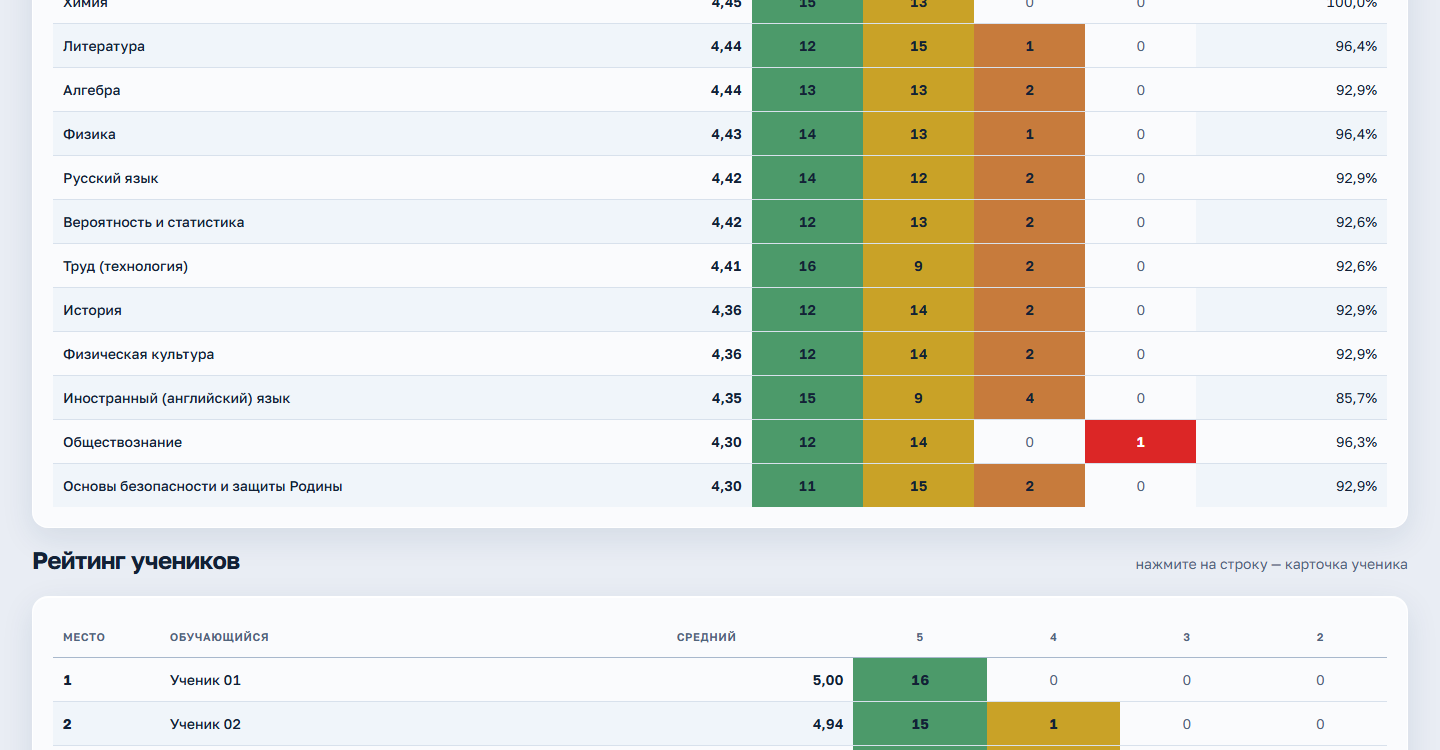 Химия 4,45 15 13 0 0 100,0%
Литература 4,44 12 15 1 0 96,4%
Алгебра 4,44 13 13 2 0 92,9%
Физика 4,43 14 13 1 0 96,4%
Русский язык 4,42 14 12 2 0 92,9%
Вероятность и статистика 4,42 12 13 2 0 92,6%
Труд (технология) 4,41 16 9 2 0 92,6%
История 4,36 12 14 2 0 92,9%
Физическая культура 4,36 12 14 2 0 92,9%
Иностранный (английский) язык 4,35 15 9 4 0 85,7%
Обществознание 4,30 12 14 0 1 96,3%
Основы безопасности и защиты Родины 4,30 11 15 2 0 92,9%
Рейтинг учеников нажмите на строку — карточка ученика
МЕСТО ОБУЧАЮЩИЙСЯ СРЕДНИЙ 5 4 3 2
1 Ученик 01 5,00 16 0 0 0
2 Ученик 02 4,94 15 1 0 0